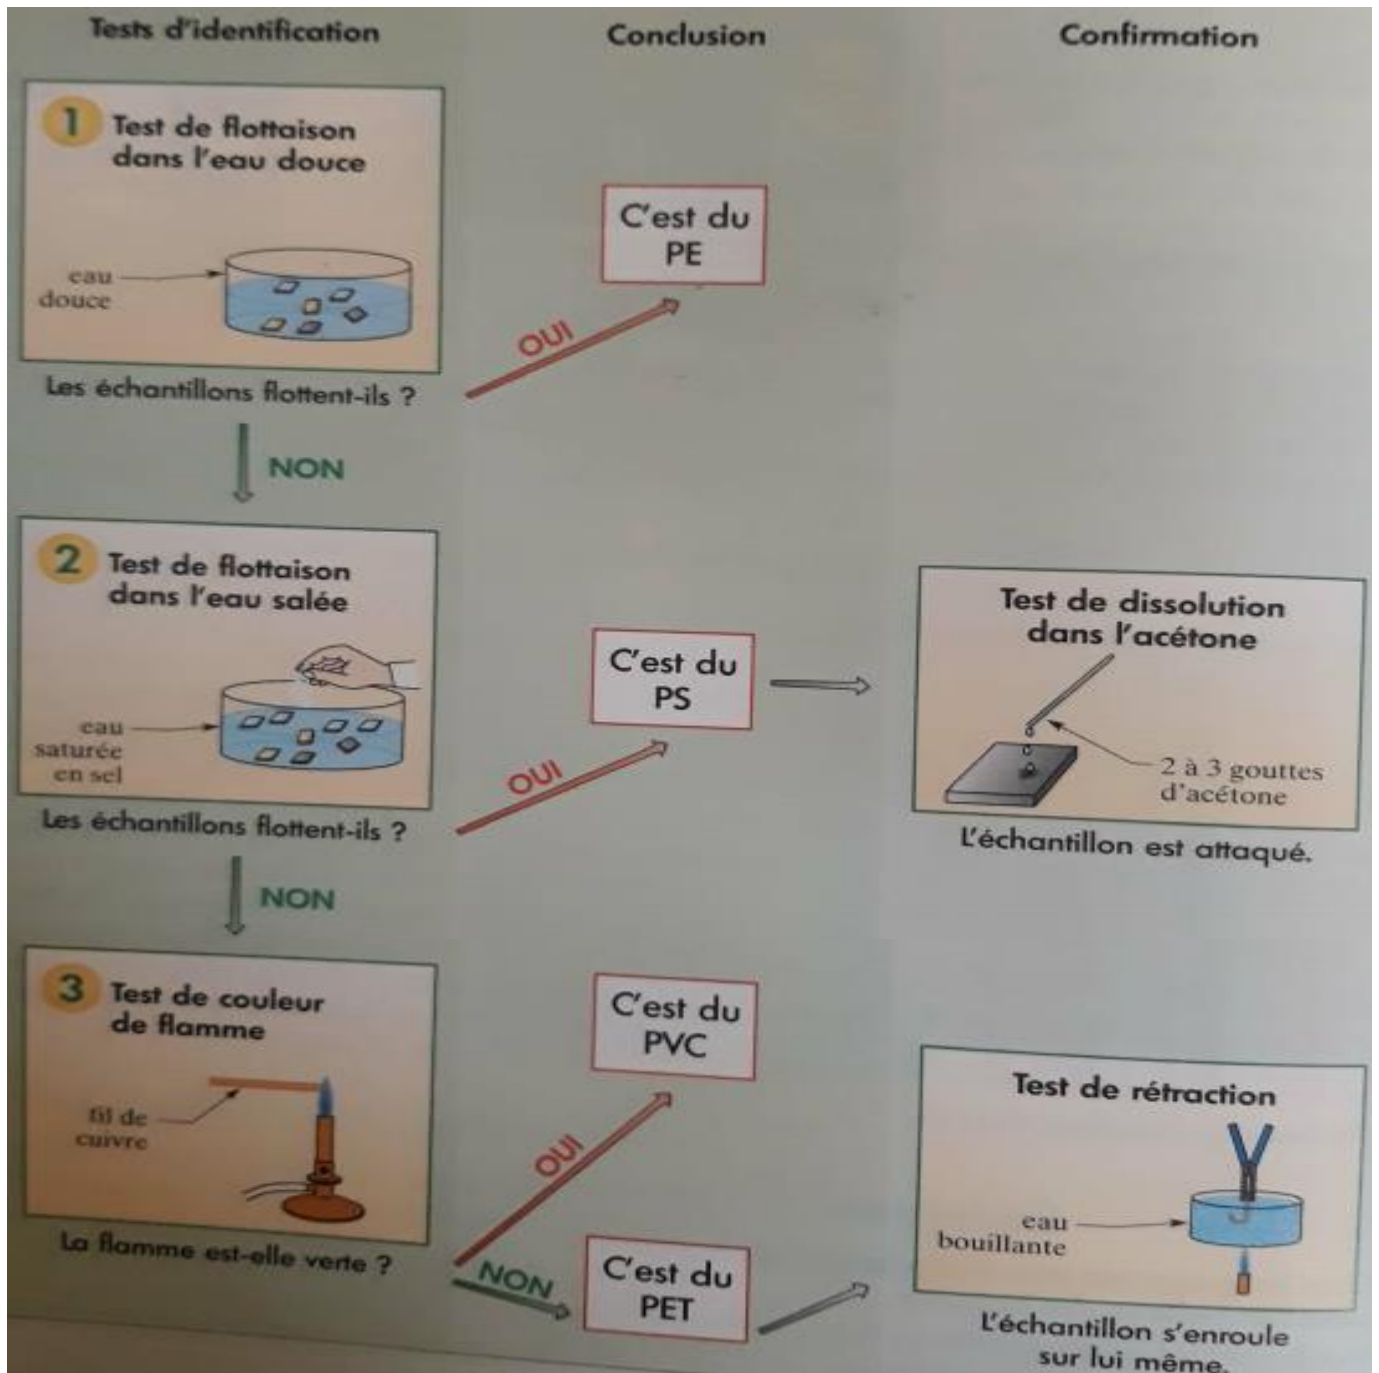 Tests d'identification
Conclusion
Confirmation
1 Test de flottaison
dans l'eau douce
eau
douce
Les échantillons flottent-ils ?
OUI
C'est du
PE
NON
2 Test de flottaison
dans l'eau salée
eau
saturée
en sel
Les échantillons flottent-ils ?
OUI
C'est du
PS
Test de dissolution
dans l'acétone
2 à 3 gouttes
d'acétone
L'échantillon est attaqué.
NON
3 Test de couleur
de flamme
fil de
cuivre
La flamme est-elle verte ?
OUI
C'est du
PVC
NON
C'est du
PET
Test de rétraction
eau
bouillante
L'échantillon s'enroule
sur lui même.